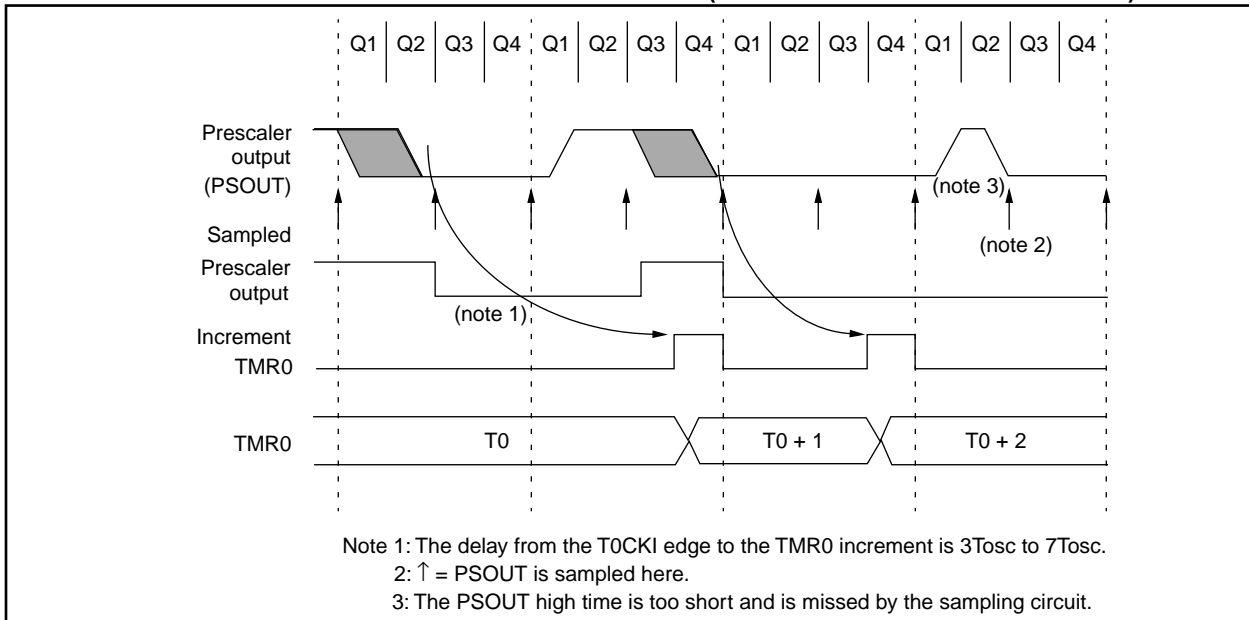 Q1 Q2 Q3 Q4 Q1 Q2 Q3 Q4 Q1 Q2 Q3 Q4 Q1 Q2 Q3 Q4
Prescaler
output
(PSOUT)
(note 3)
Sampled
(note 2)
Prescaler
output
(note 1)
Increment
TMR0
TMR0
T0
T0 + 1
T0 + 2
Note 1: The delay from the T0CKI edge to the TMR0 increment is 3Tosc to 7Tosc.
2: ↑ = PSOUT is sampled here.
3: The PSOUT high time is too short and is missed by the sampling circuit.